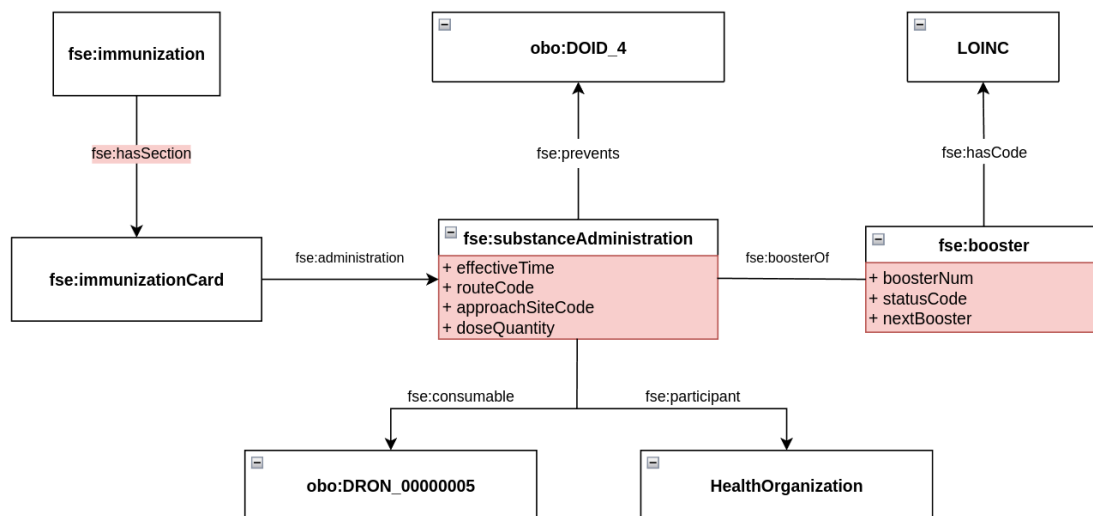 fse:immunization
obo:DOID_4
LOINC
fse:hasSection
fse:prevents
fse:hasCode
fse:immunizationCard
fse:administration
fse:substanceAdministration
+ effectiveTime
+ routeCode
+ approachSiteCode
+ doseQuantity
fse:boosterOf
fse:booster
+ boosterNum
+ statusCode
+ nextBooster
fse:consumable
fse:participant
obo:DRON_00000005
HealthOrganization